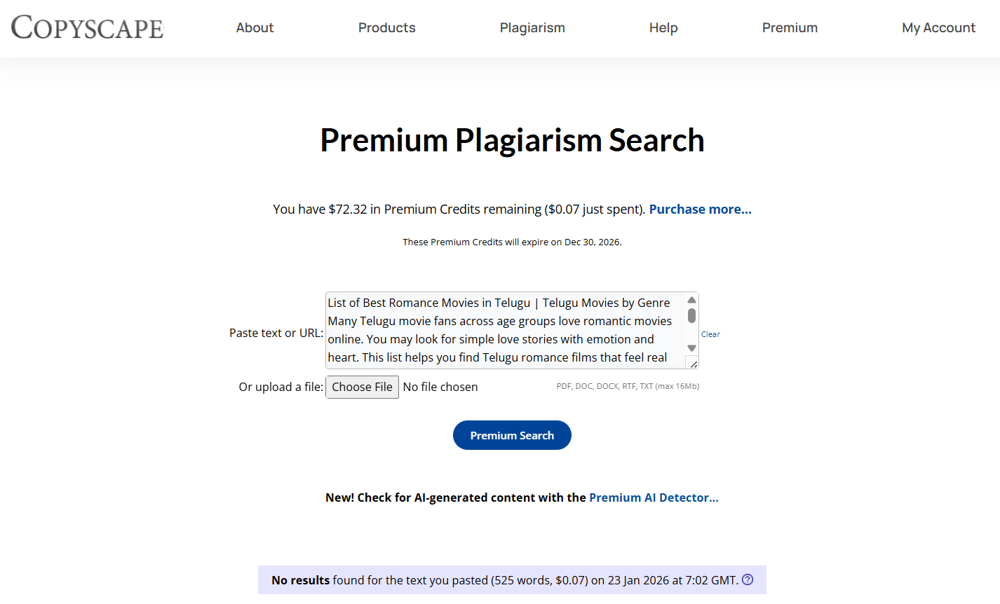 COPYSCAPE
About
Products
Plagiarism
Help
Premium
My Account
Premium Plagiarism Search
You have $72.32 in Premium Credits remaining ($0.07 just spent). Purchase more...
These Premium Credits will expire on Dec 30, 2026.
Paste text or URL:
List of Best Romance Movies in Telugu | Telugu Movies by Genre
Many Telugu movie fans across age groups love romantic movies
online. You may look for simple love stories with emotion and
heart. This list helps you find Telugu romance films that feel real
Clear
Or upload a file:
Choose File No file chosen
PDF, DOC, DOCX, RTF, TXT (max 16Mb)
Premium Search
New! Check for AI-generated content with the Premium AI Detector...
No results found for the text you pasted (525 words, $0.07) on 23 Jan 2026 at 7:02 GMT. ?